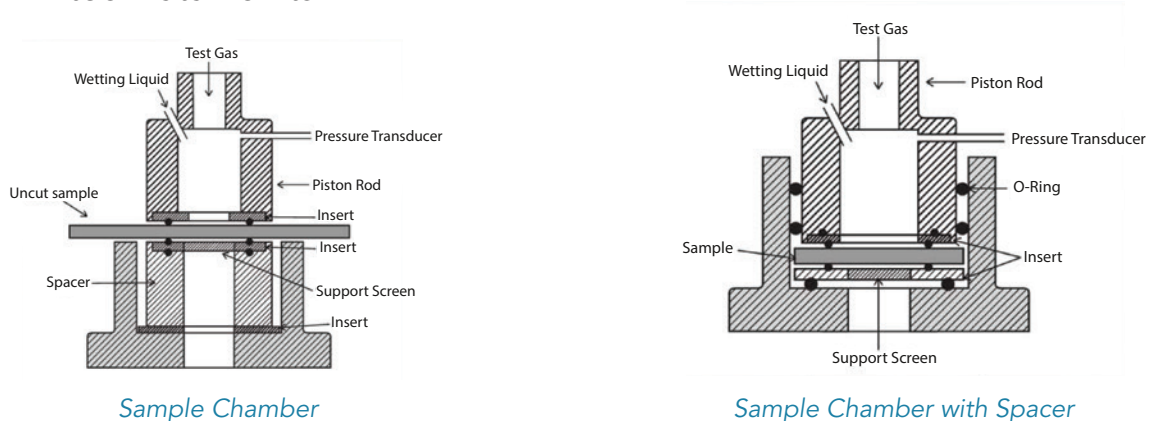 Test Gas
Wetting Liquid
Pressure Transducer
Piston Rod
Uncut sample
Insert
Insert
Spacer
Support Screen
Insert
Sample Chamber
Test Gas
Wetting Liquid
Piston Rod
Pressure Transducer
O-Ring
Sample
Insert
Support Screen
Sample Chamber with Spacer